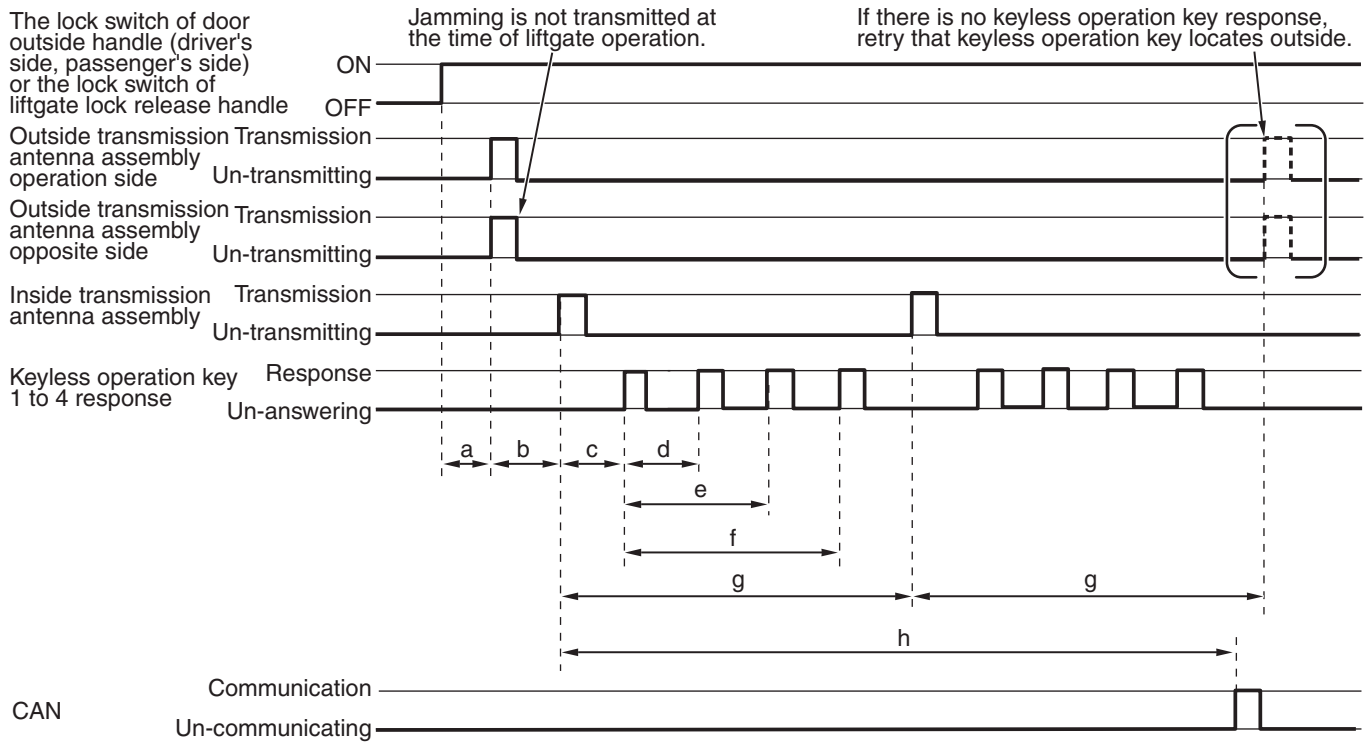 The lock switch of door
outside handle (driver's
side, passenger's side)
or the lock switch of
liftgate lock release handle
ON
OFF
Jamming is not transmitted at
the time of liftgate operation.
If there is no keyless operation key response,
retry that keyless operation key locates outside.
Outside transmission
antenna assembly
operation side
Transmission
Un-transmitting
Outside transmission
antenna assembly
opposite side
Transmission
Un-transmitting
Inside transmission
antenna assembly
Transmission
Un-transmitting
Keyless operation key
1 to 4 response
Response
Un-answering
a
b
c
d
e
f
g
g
h
CAN
Communication
Un-communicating